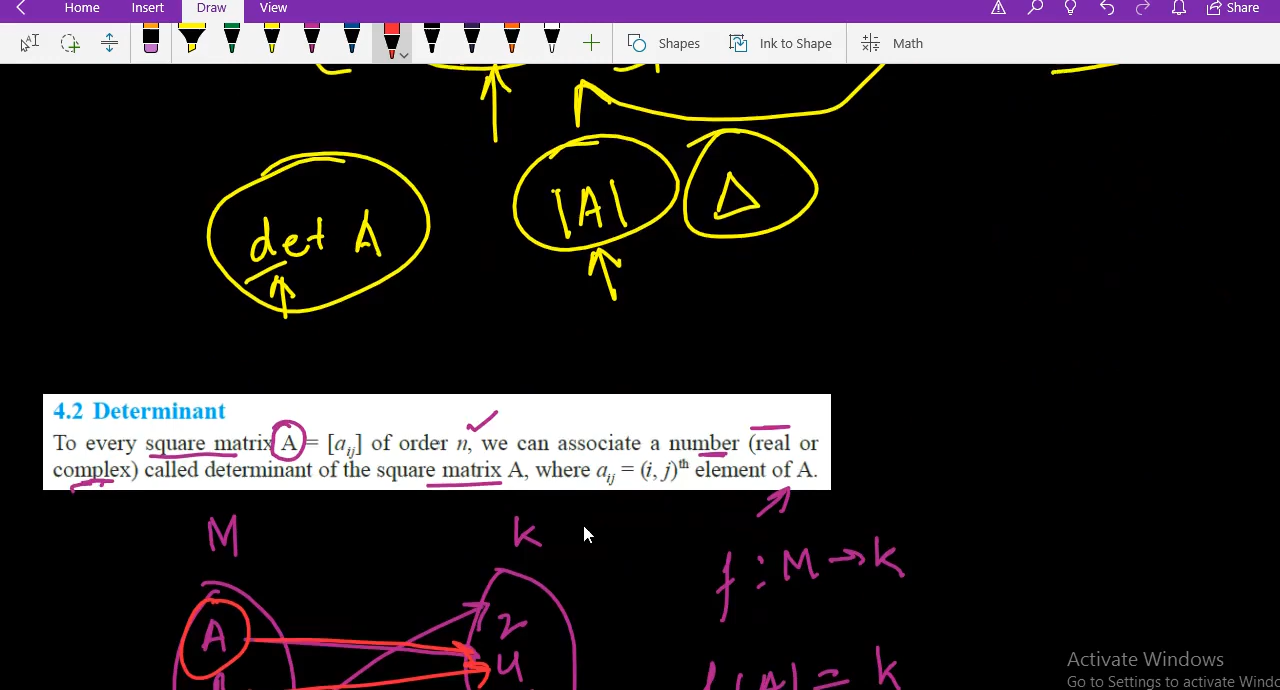 Home Insert Draw View Share
Shapes Ink to Shape Math
det A |A| Δ
4.2 Determinant
To every square matrix A = [aij] of order n, we can associate a number (real or
complex) called determinant of the square matrix A, where aij = (i, j)th element of A.
M K
f : M → K
A 2
4
= k
Activate Windows
Go to Settings to activate Windo